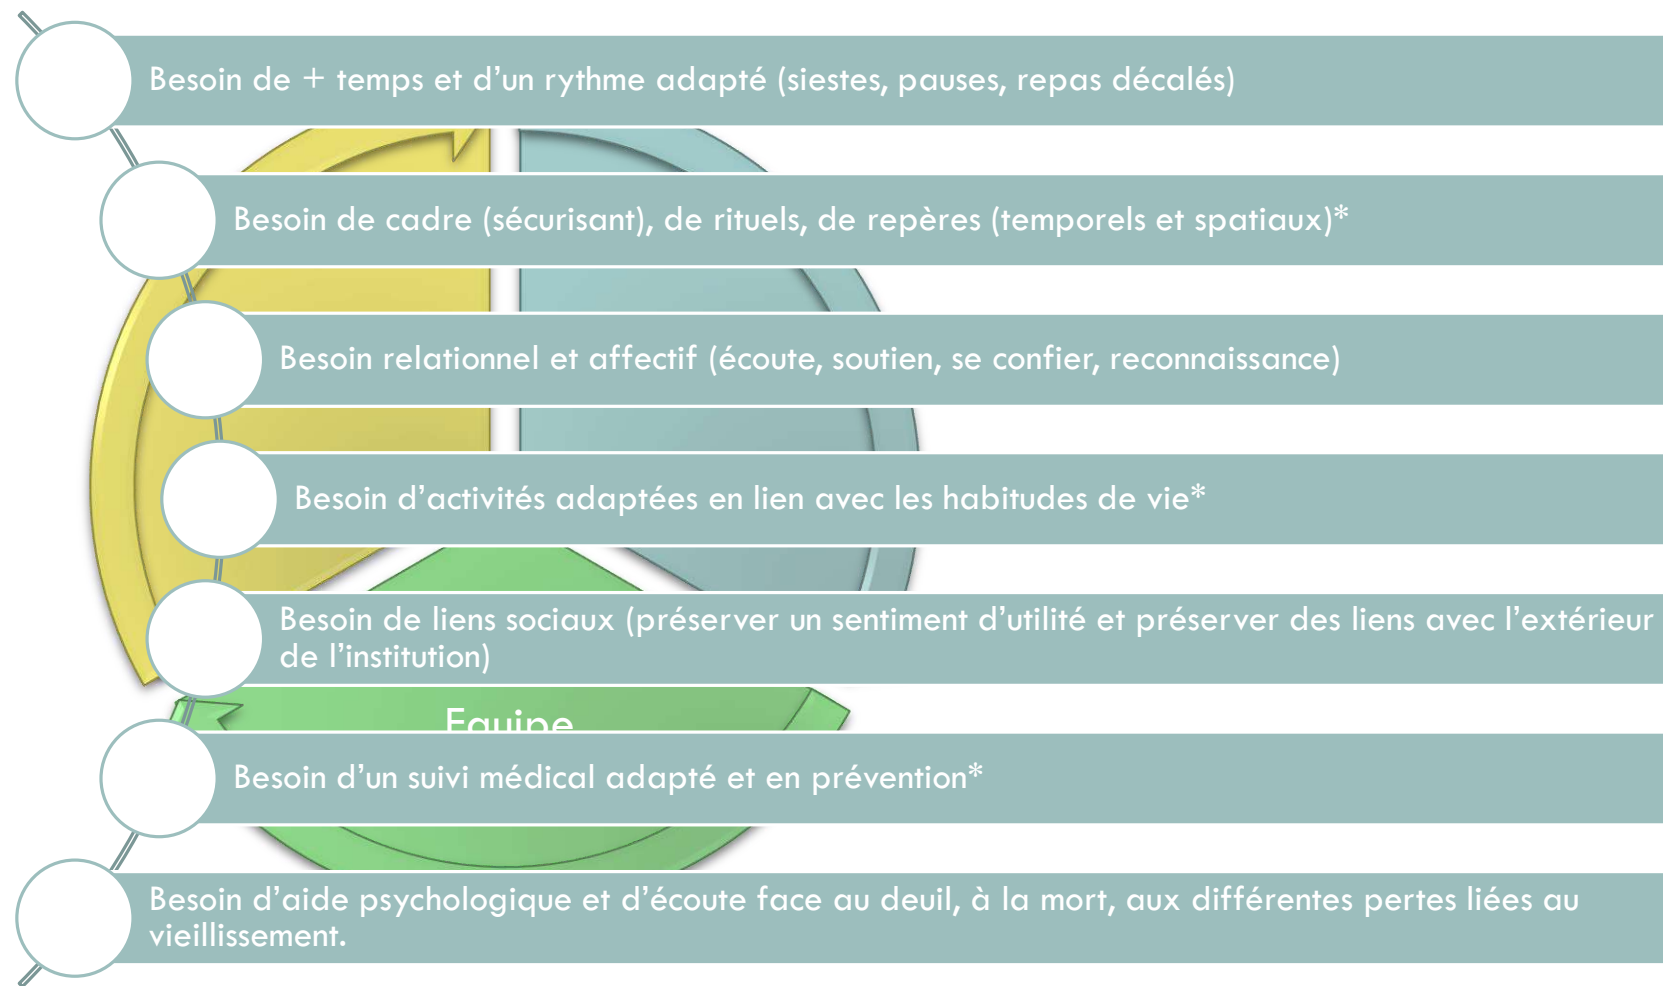 Besoin de + temps et d’un rythme adapté (siestes, pauses, repas décalés)
Besoin de cadre (sécurisant), de rituels, de repères (temporels et spatiaux)*
Besoin relationnel et affectif (écoute, soutien, se confier, reconnaissance)
Besoin d’activités adaptées en lien avec les habitudes de vie*
Besoin de liens sociaux (préserver un sentiment d’utilité et préserver des liens avec l’extérieur
de l’institution)
Equipe
Besoin d’un suivi médical adapté et en prévention*
Besoin d’aide psychologique et d’écoute face au deuil, à la mort, aux différentes pertes liées au
vieillissement.